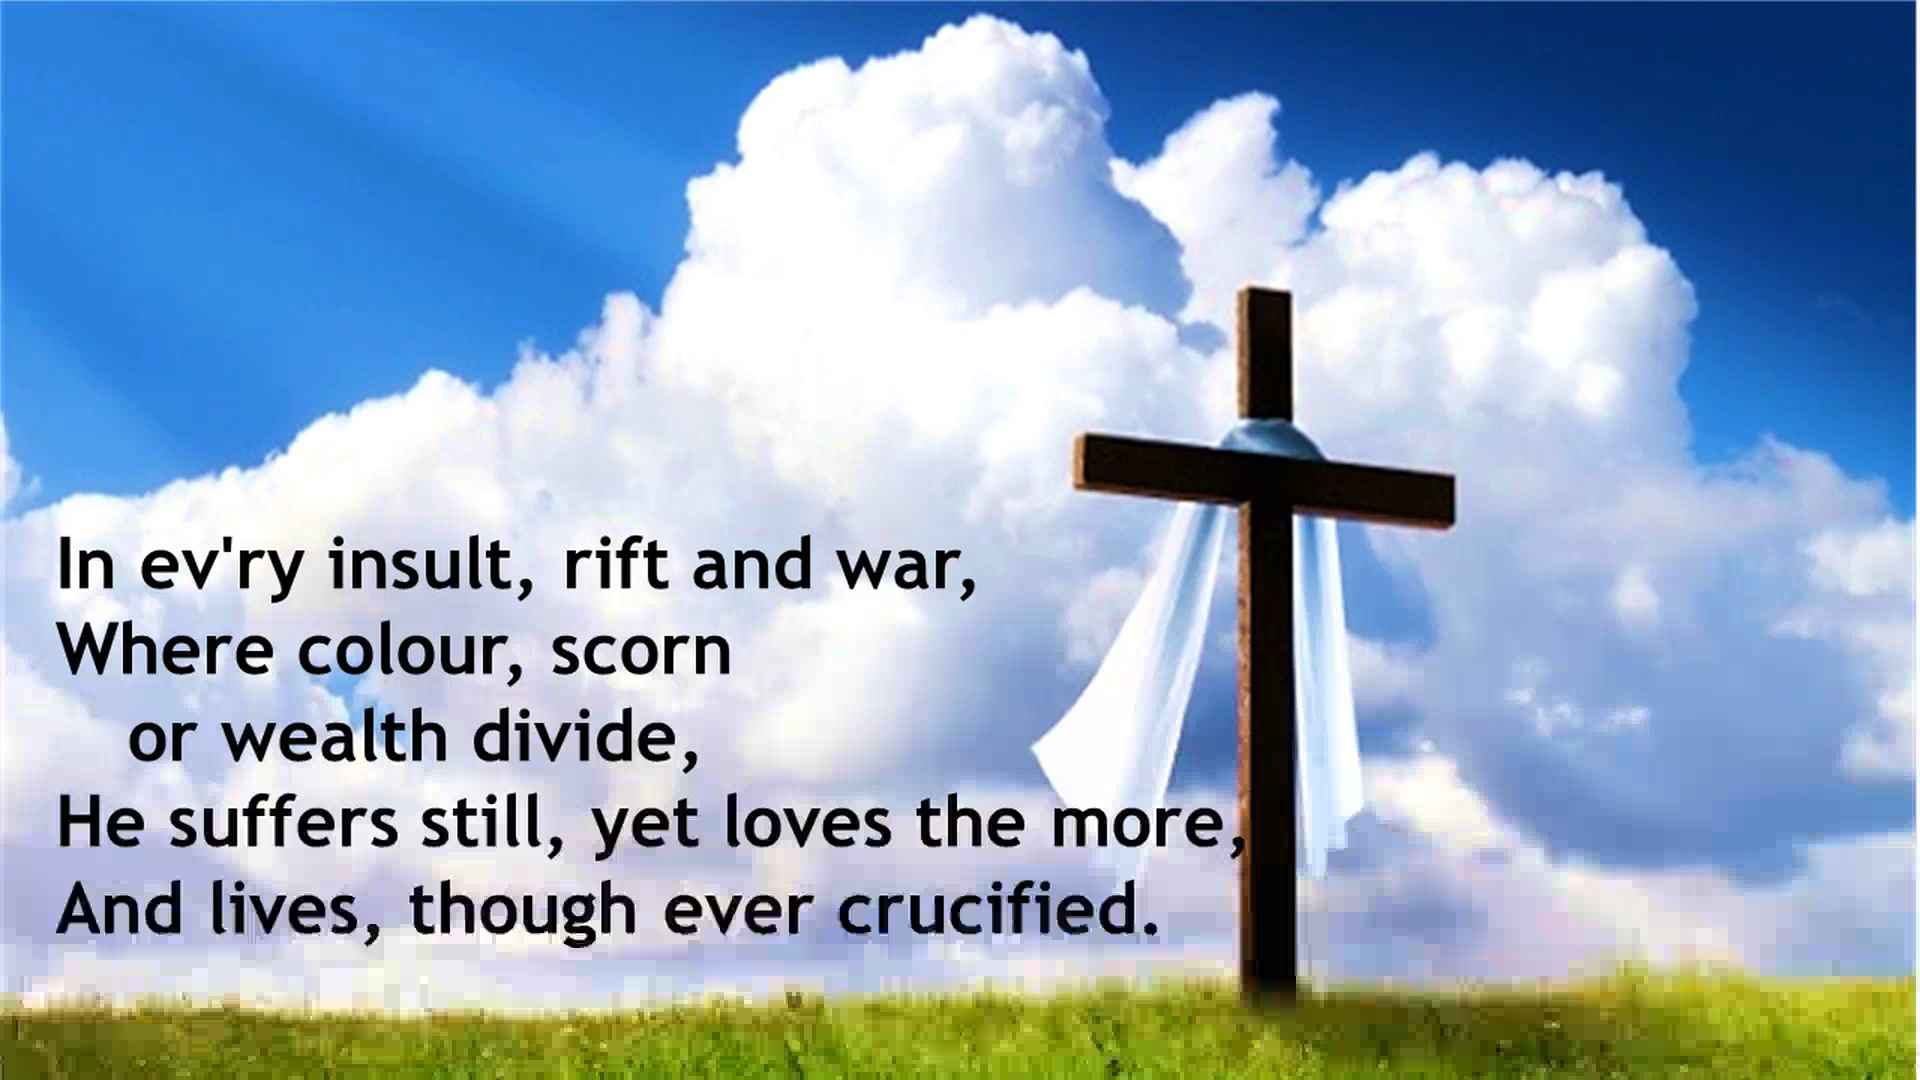 In ev'ry insult, rift and war,
Where colour, scorn
or wealth divide,
He suffers still, yet loves the more,
And lives, though ever crucified.